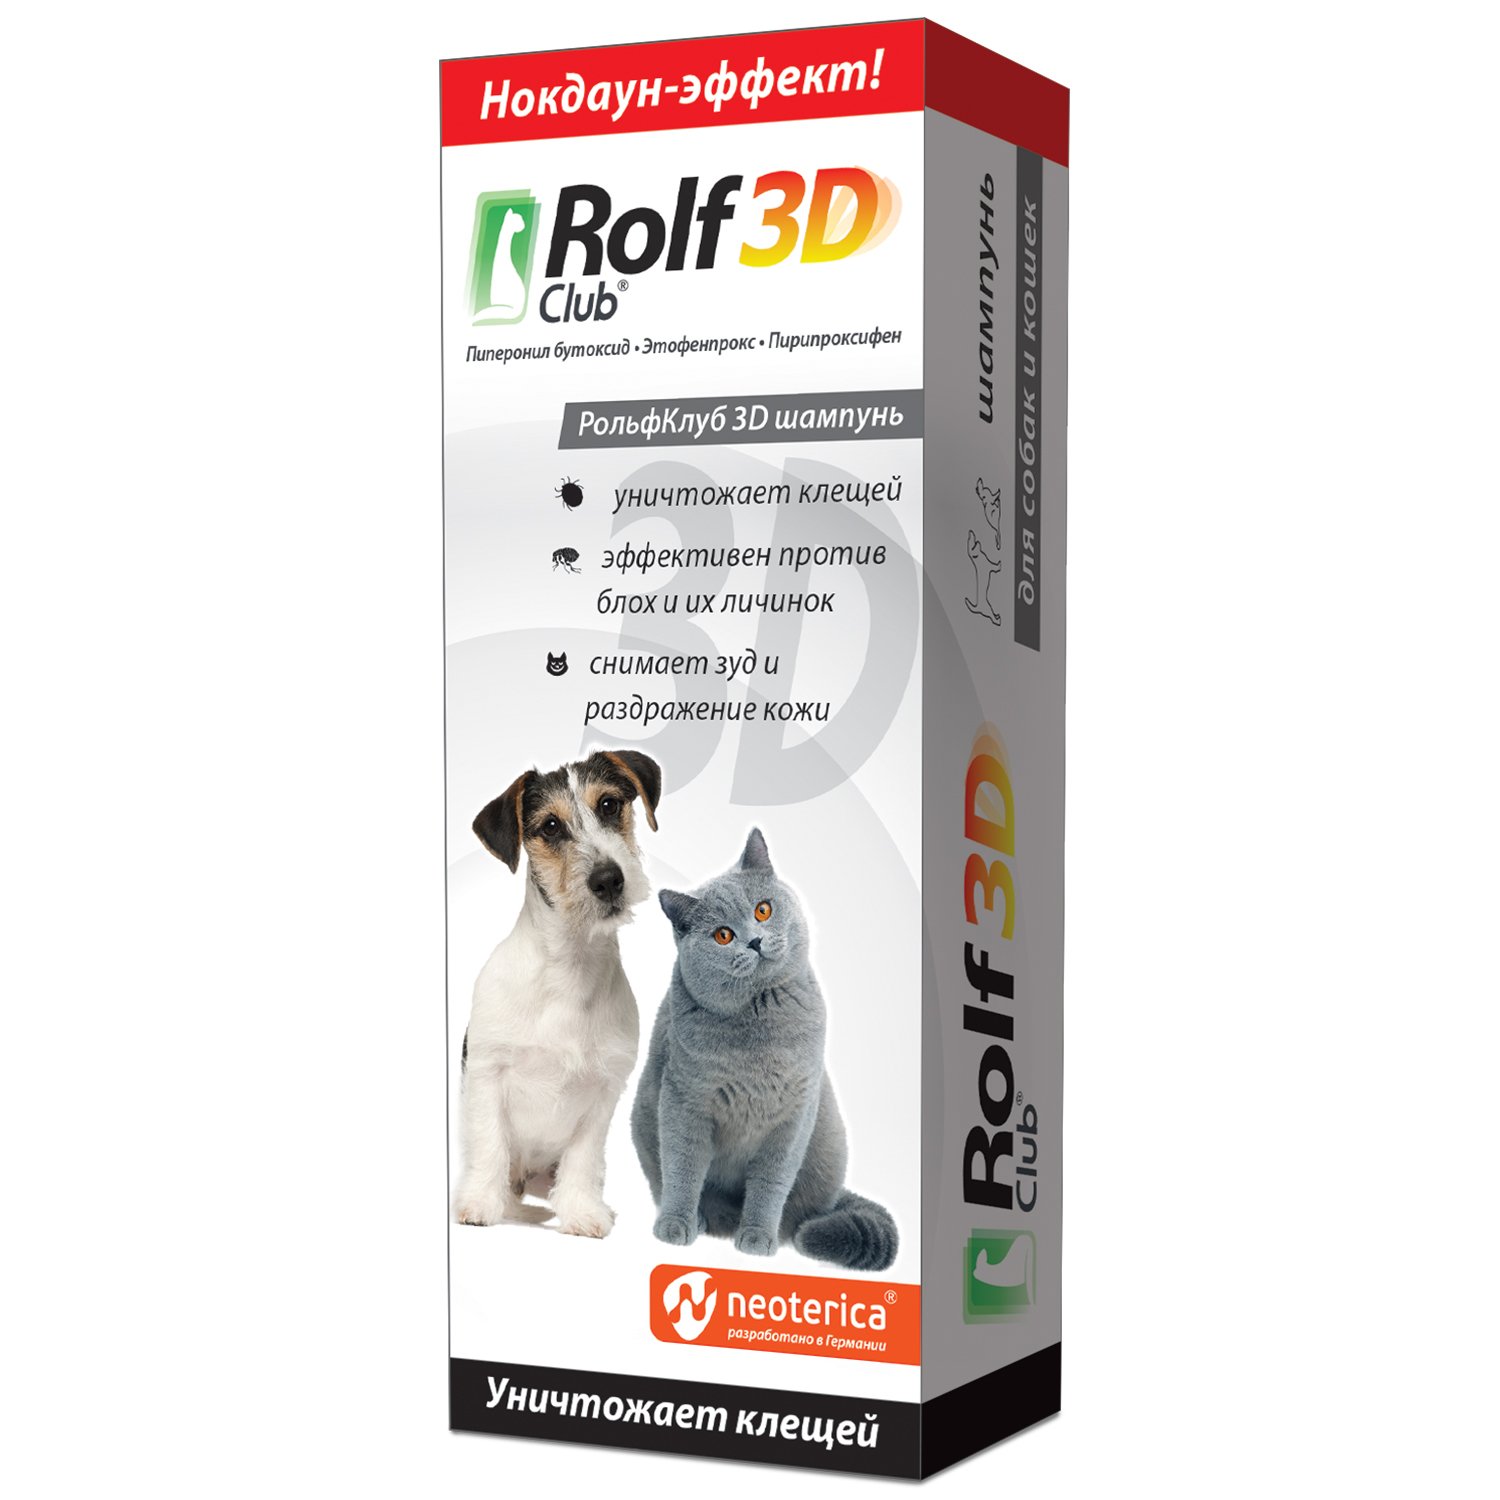 Нокдаун-эффект!
Rolf 3D
Club®
Пиперонил бутоксид • Этофенпрокс • Пирипроксифен
РольфКлуб 3D шампунь
уничтожает клещей
эффективен против
блох и их личинок
снимает зуд и
раздражение кожи
3D
neoterica®
разработано в Германии
Уничтожает клещей
шампунь
для собак и кошек
Rolf 3D
Club®